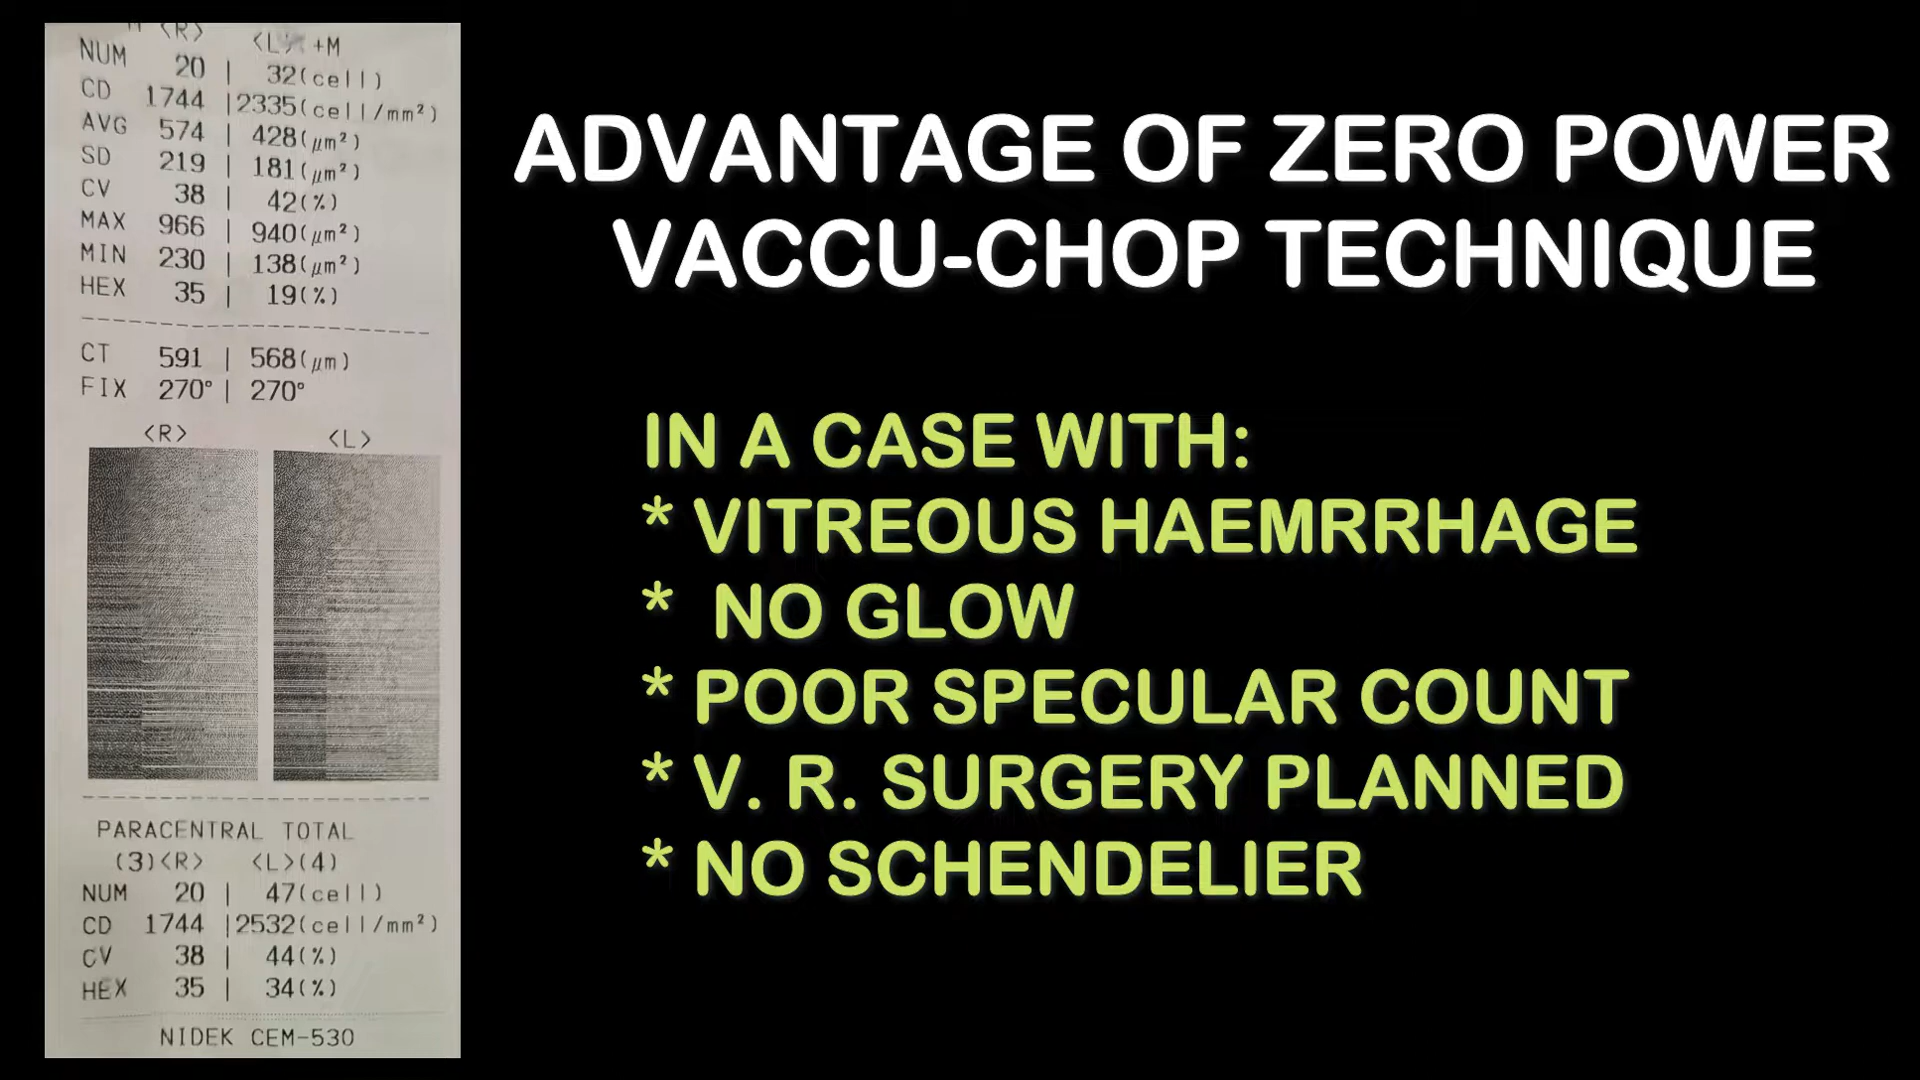 M <R> <L> +M
NUM 20 | 32(cell)
CD 1744 |2335(cell/mm²)
AVG 574 | 428(μm²)
SD 219 | 181(μm²)
CV 38 | 42(%)
MAX 966 | 940(μm²)
MIN 230 | 138(μm²)
HEX 35 | 19(%)
CT 591 | 568(μm)
FIX 270° | 270°
<R> <L>
PARACENTRAL TOTAL
(3)<R> <L>(4)
NUM 20 | 47(cell)
CD 1744 |2532(cell/mm²)
CV 38 | 44(%)
HEX 35 | 34(%)
NIDEK CEM-530
ADVANTAGE OF ZERO POWER
VACCU-CHOP TECHNIQUE
IN A CASE WITH:
* VITREOUS HAEMRRHAGE
* NO GLOW
* POOR SPECULAR COUNT
* V. R. SURGERY PLANNED
* NO SCHENDELIER